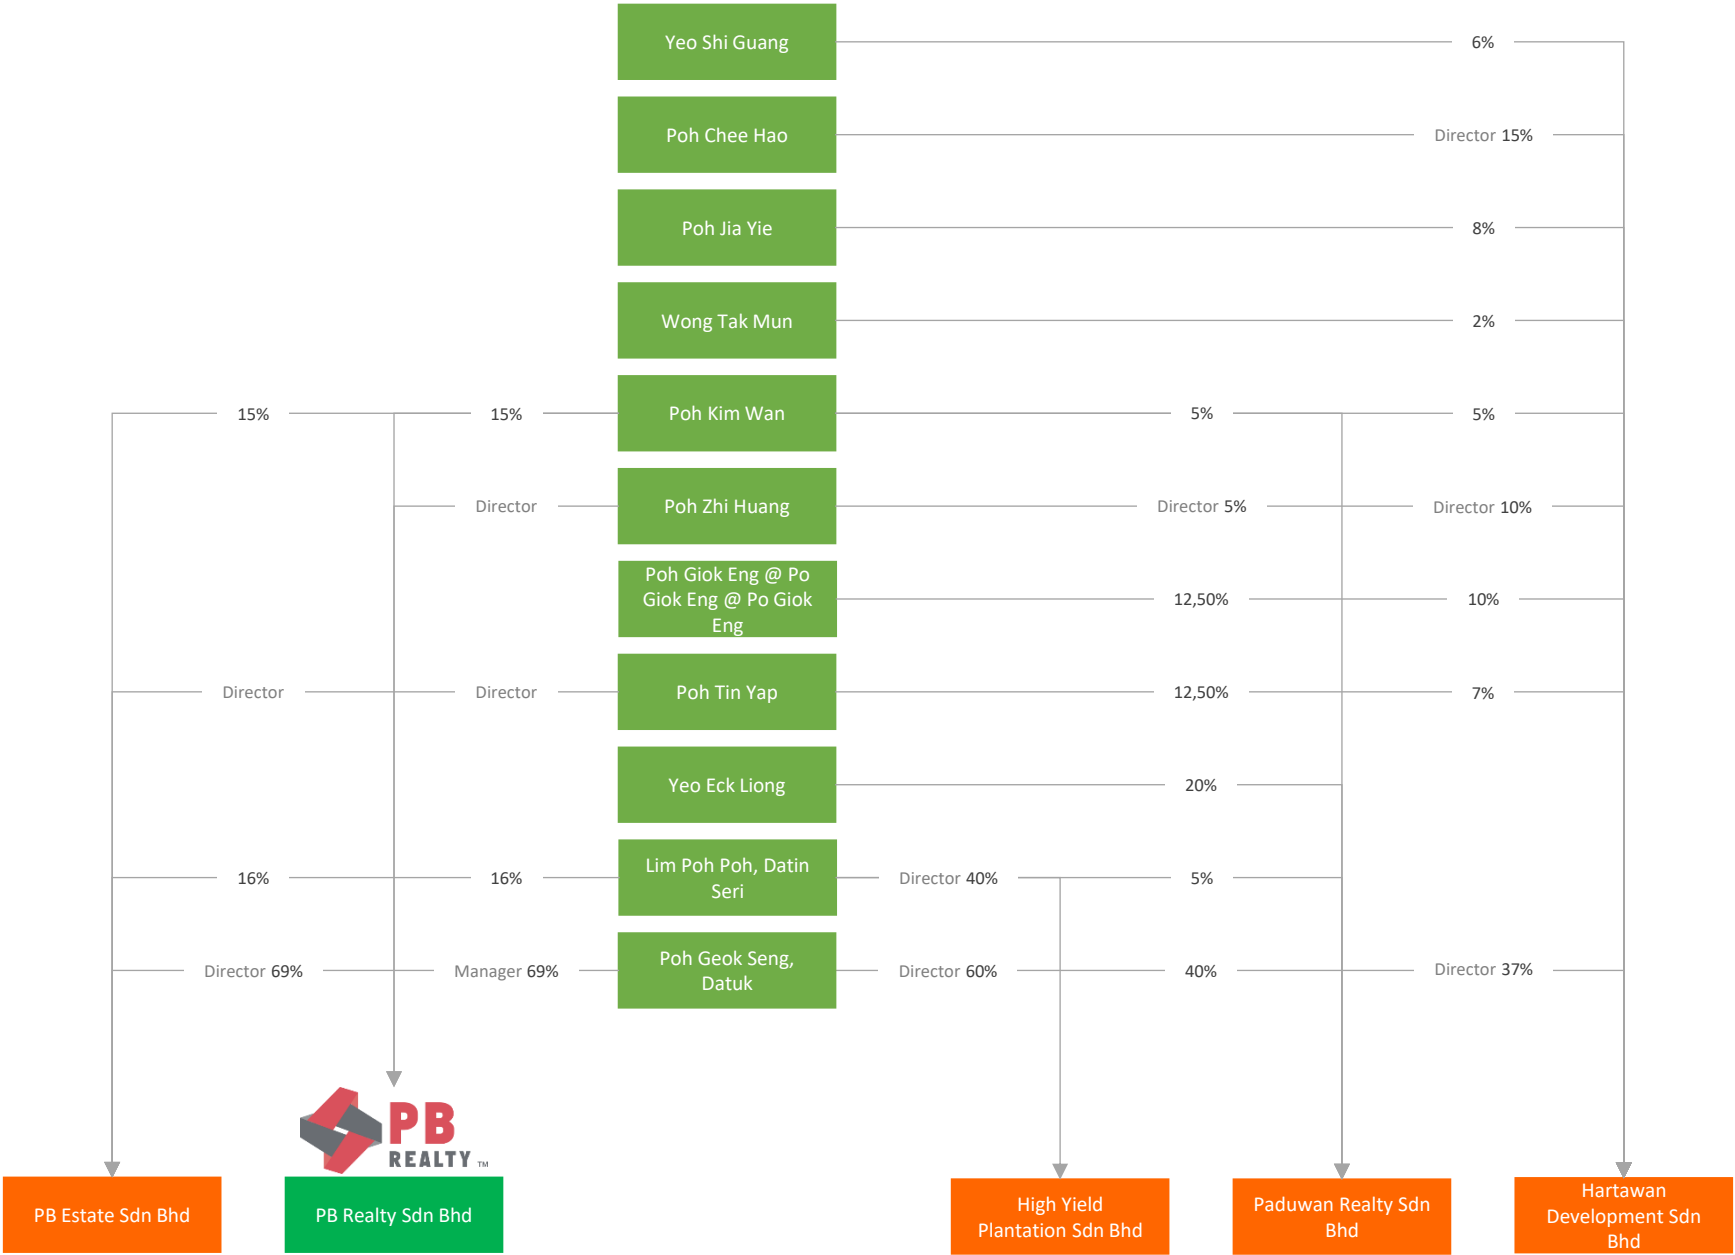 Yeo Shi Guang
6%
Poh Chee Hao
Director 15%
Poh Jia Yie
8%
Wong Tak Mun
2%
15%
15%
Poh Kim Wan
5%
5%
Director
Poh Zhi Huang
Director 5%
Director 10%
Poh Giok Eng @ Po
Giok Eng @ Po Giok
Eng
12,50%
10%
Director
Director
Poh Tin Yap
12,50%
7%
Yeo Eck Liong
20%
16%
16%
Lim Poh Poh, Datin
Seri
Director 40%
5%
Director 69%
Manager 69%
Poh Geok Seng,
Datuk
Director 60%
40%
Director 37%
PB
REALTY TM
PB Estate Sdn Bhd
PB Realty Sdn Bhd
High Yield
Plantation Sdn Bhd
Paduwan Realty Sdn
Bhd
Hartawan
Development Sdn
Bhd